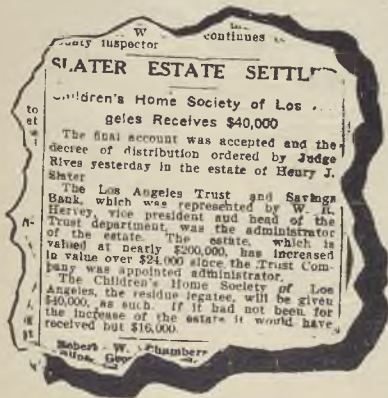 W
inspector continues
SLATER ESTATE SETTL
Children's Home Society of Los
geles Receives $40,000
The final account was accepted and the
decree of distribution ordered by Judge
Rives yesterday in the estate of Henry J.
Slater
The Los Angeles Trust and Savings
Bank, which was represented by W. R.
Hervey, vice president and head of the
Trust department, was the administrator
of the estate. The estate, which is
valued at nearly $200,000, has increased
in value over $24,000 since the Trust Com-
pany was appointed administrator.
The Children's Home Society of Los
Angeles, the residue legatee, will be given
$40,000, as such. If it had not been for
the increase of the estate it would have
received but $16,000.
Robert W. Chamber